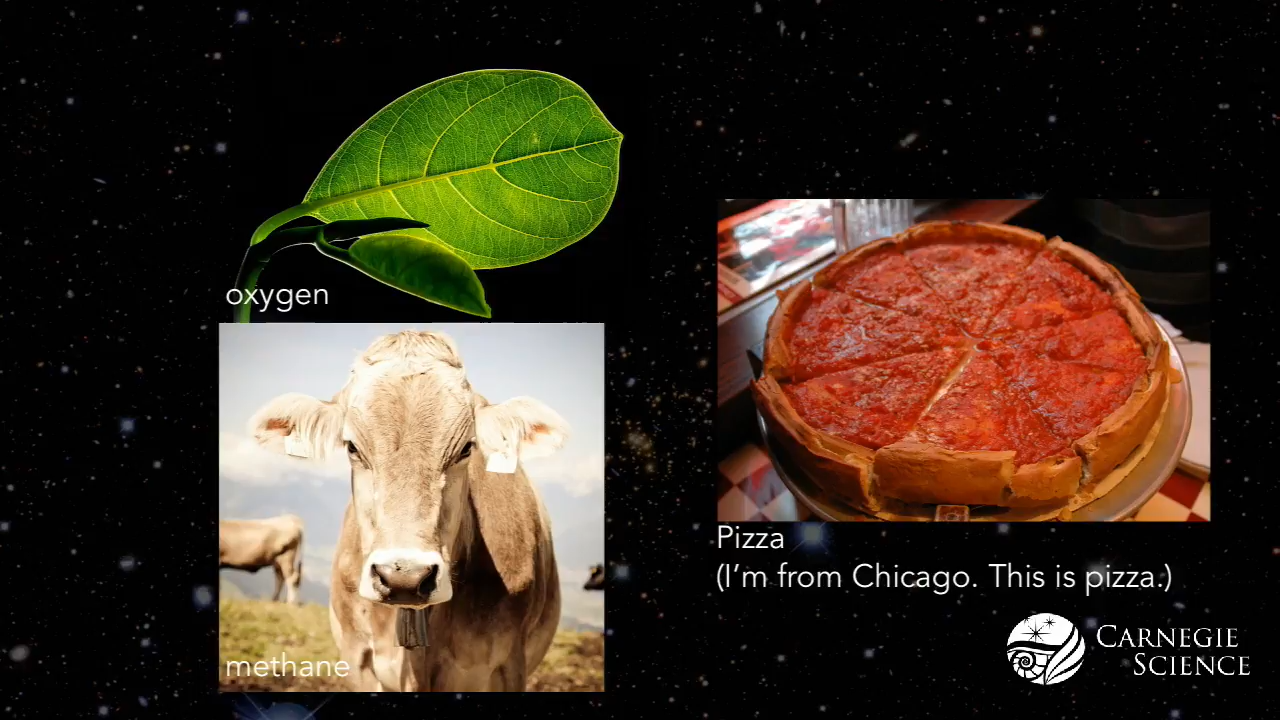 oxygen
methane
Pizza
(I'm from Chicago. This is pizza.)
CARNEGIE
SCIENCE